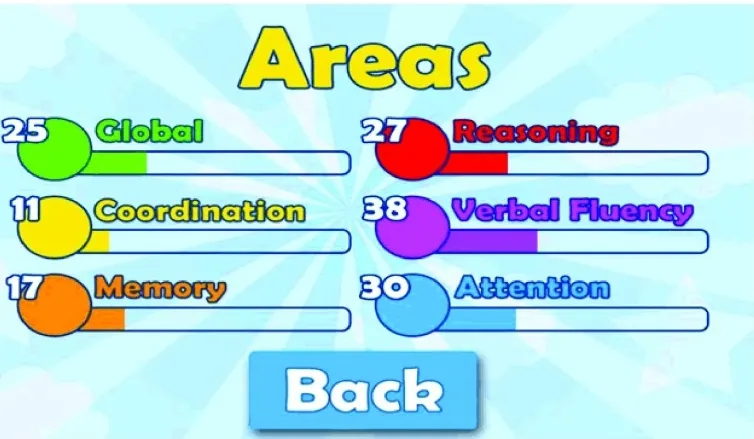 Areas
25 Global
27 Reasoning
11 Coordination
38 Verbal Fluency
17 Memory
30 Attention
Back